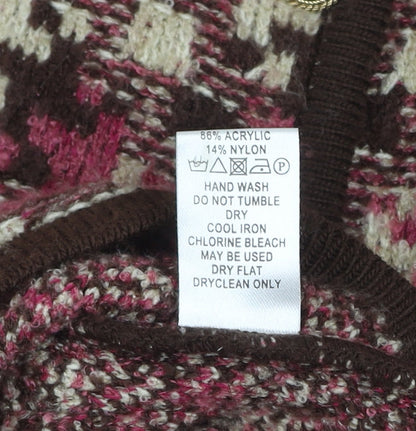 86% ACRYLIC
14% NYLON
P
HAND WASH
DO NOT TUMBLE
DRY
COOL IRON
CHLORINE BLEACH
MAY BE USED
DRY FLAT
DRYCLEAN ONLY